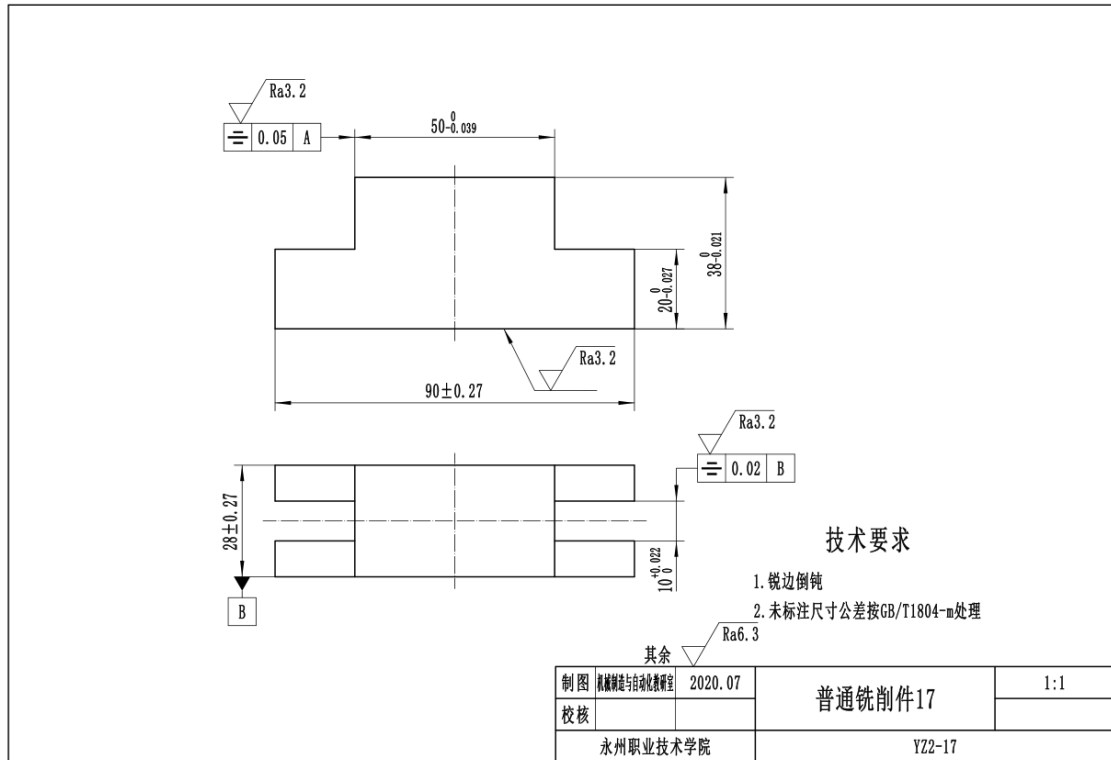 Ra3.2
0.05 A
50 0 -0.039
38 0 -0.021
20 0 -0.027
Ra3.2
90±0.27
Ra3.2
0.02 B
28±0.27
10 +0.022 0
B
技术要求
1.锐边倒钝
2.未标注尺寸公差按GB/T1804-m处理
其余 Ra6.3
制图 机械制造与自动化教研室 2020.07 普通铣削件17 1:1
校核
永州职业技术学院 YZ2-17